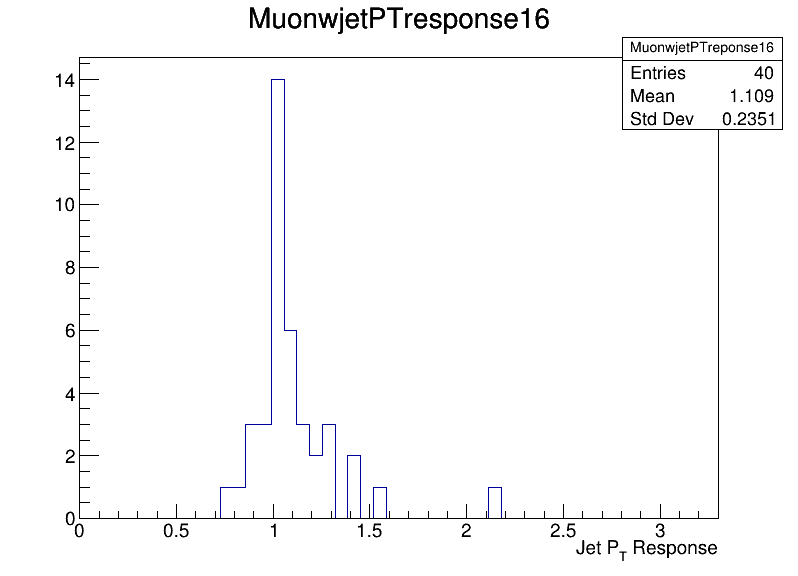 MuonwjetPTresponse16
MuonwjetPTreponse16
Entries 40
Mean 1.109
Std Dev 0.2351
14
12
10
8
6
4
2
0
0 0.5 1 1.5 2 2.5 3
Jet PT Response